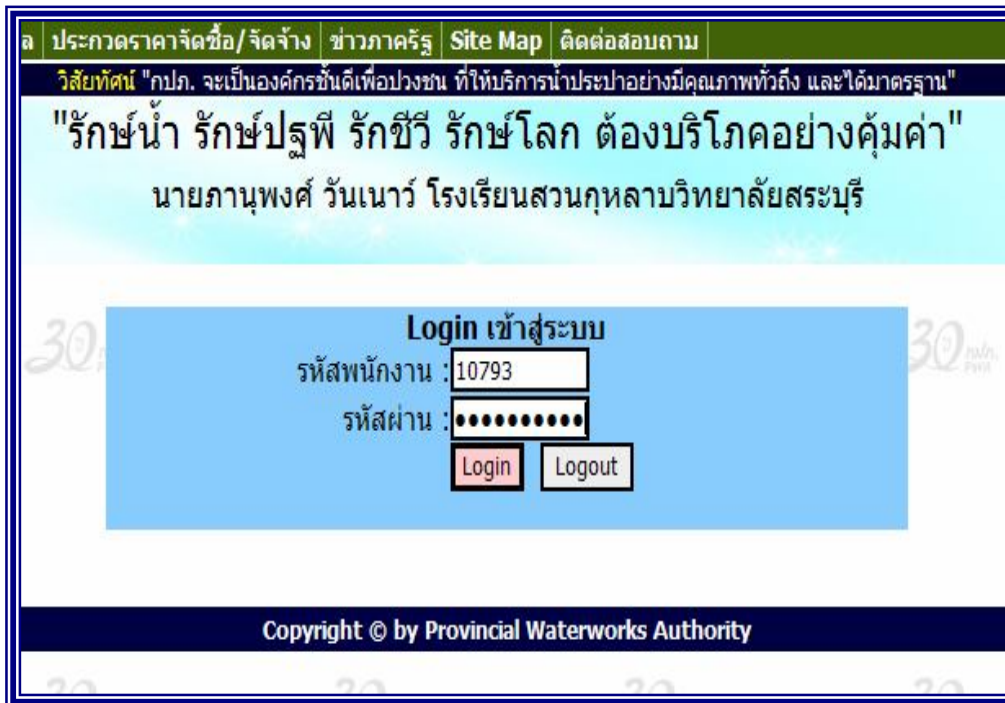 ล ประกวดราคาจัดซื้อ/จัดจ้าง ข่าวภาครัฐ Site Map ติดต่อสอบถาม
วิสัยทัศน์ "กปภ. จะเป็นองค์กรชั้นดีเพื่อปวงชน ที่ให้บริการน้ำประปาอย่างมีคุณภาพทั่วถึง และได้มาตรฐาน"
"รักษ์น้ำ รักษ์ปฐพี รักชีวี รักษ์โลก ต้องบริโภคอย่างคุ้มค่า"
นายภานุพงศ์ วันเนาว์ โรงเรียนสวนกุหลาบวิทยาลัยสระบุรี
30
30 กปภ.
PWA
Login เข้าสู่ระบบ
รหัสพนักงาน : 10793
รหัสผ่าน : ••••••••••
Login Logout
Copyright © by Provincial Waterworks Authority
30 30 30 30